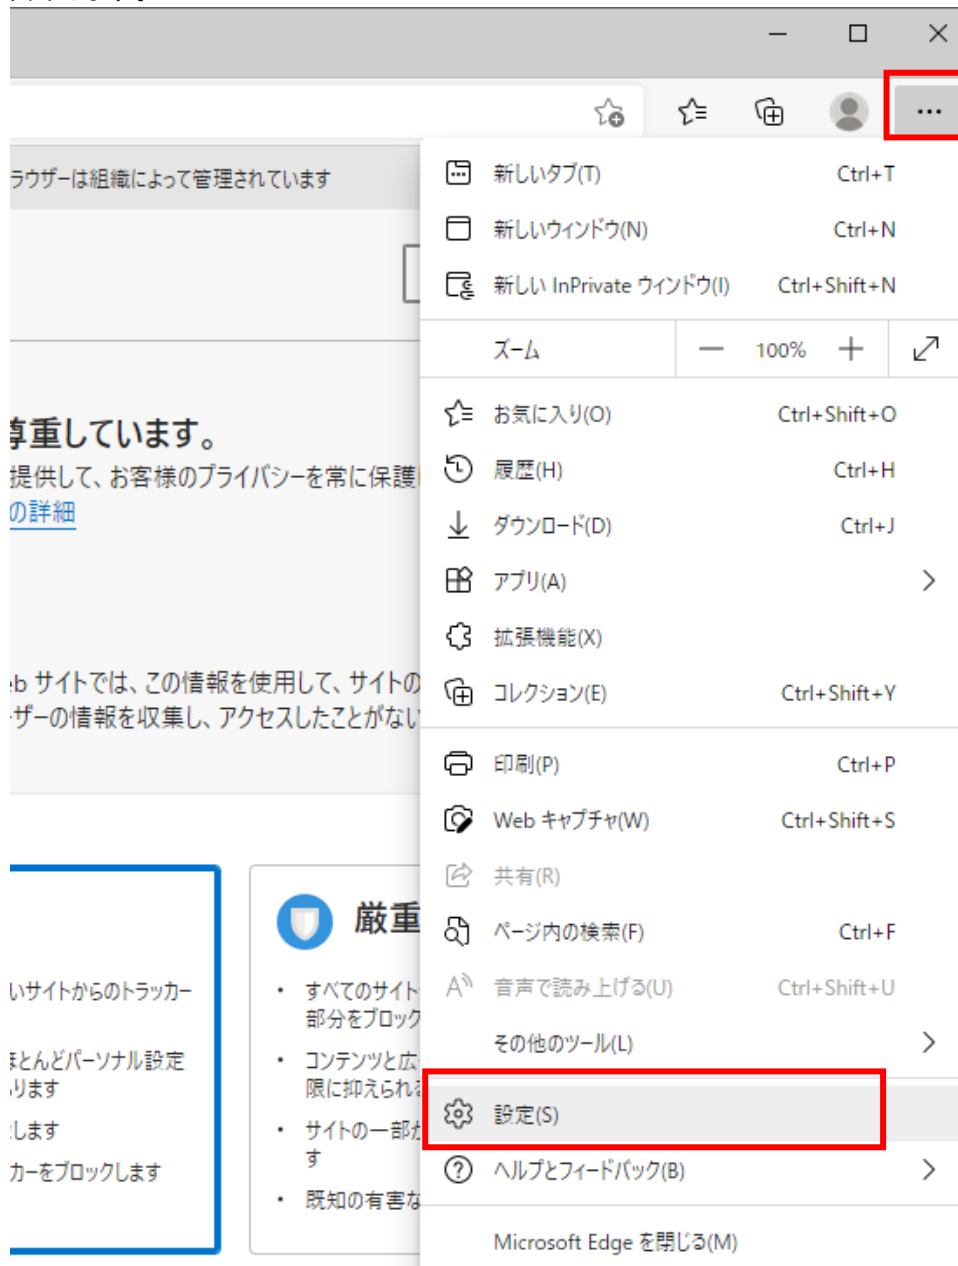 ラウザーは組織によって管理されています
尊重しています。
提供して、お客様のプライバシーを常に保護
の詳細
eb サイトでは、この情報を使用して、サイトの
ーザーの情報を収集し、アクセスしたことがない
いサイトからのトラッカー
ほとんどパーソナル設定
ります
します
カーをブロックします
厳重
• すべてのサイト
部分をブロック
• コンテンツと広
限に抑えられ
• サイトの一部が
す
• 既知の有害な
新しいタブ(T) Ctrl+T
新しいウィンドウ(N) Ctrl+N
新しい InPrivate ウィンドウ(I) Ctrl+Shift+N
ズーム — 100% +
お気に入り(O) Ctrl+Shift+O
履歴(H) Ctrl+H
ダウンロード(D) Ctrl+J
アプリ(A)
拡張機能(X)
コレクション(E) Ctrl+Shift+Y
印刷(P) Ctrl+P
Web キャプチャ(W) Ctrl+Shift+S
共有(R)
ページ内の検索(F) Ctrl+F
音声で読み上げる(U) Ctrl+Shift+U
その他のツール(L)
設定(S)
ヘルプとフィードバック(B)
Microsoft Edge を閉じる(M)